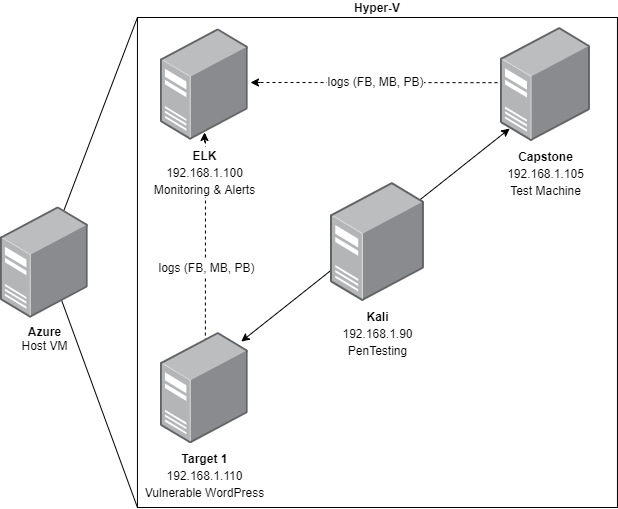 Hyper-V
logs (FB, MB, PB)
ELK
192.168.1.100
Monitoring & Alerts
Capstone
192.168.1.105
Test Machine
logs (FB, MB, PB)
Kali
192.168.1.90
PenTesting
Azure
Host VM
Target 1
192.168.1.110
Vulnerable WordPress